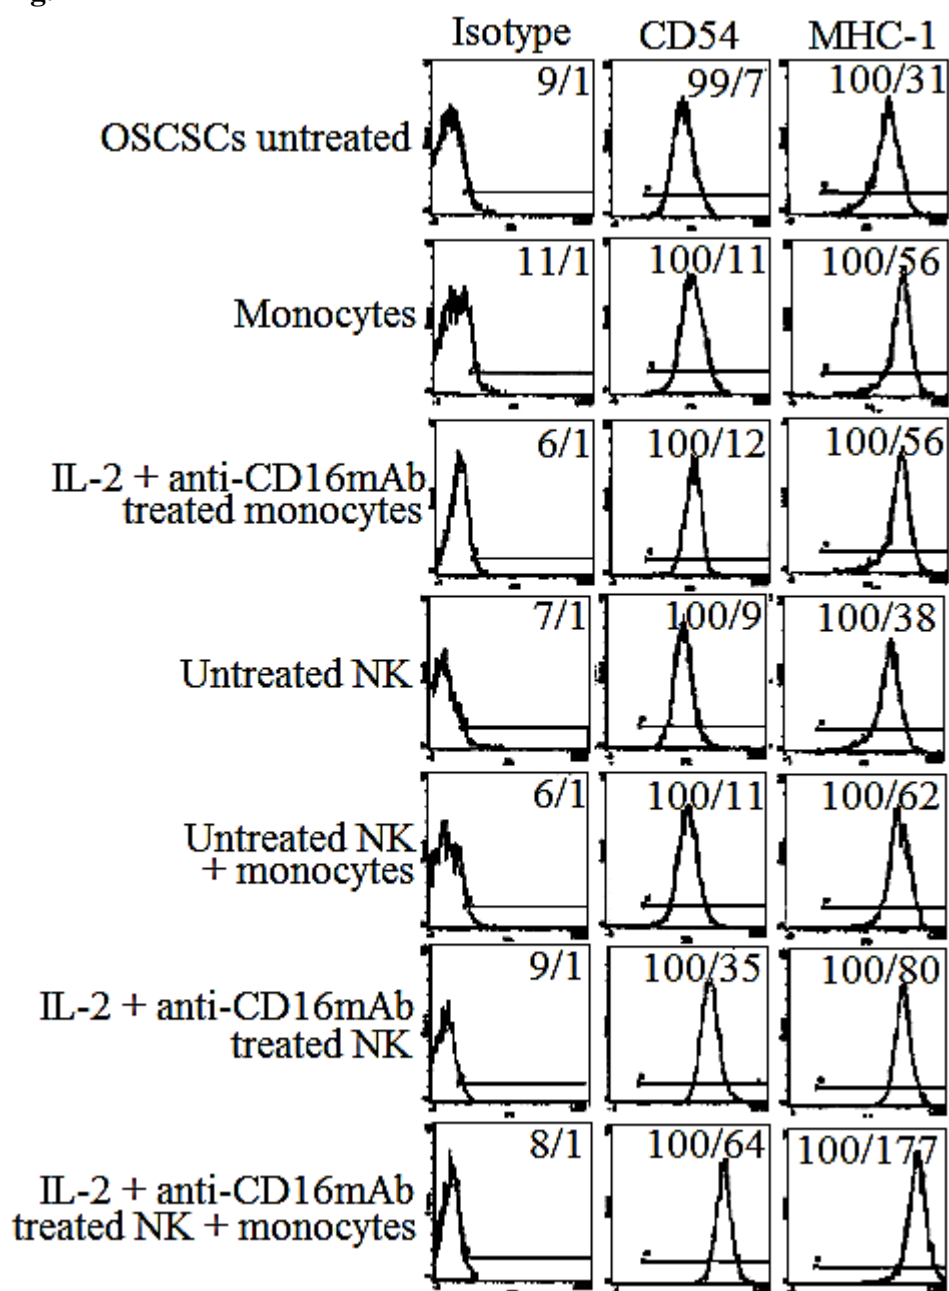 Isotype CD54 MHC-1
OSCSCs untreated 9/1 99/7 100/31
Monocytes 11/1 100/11 100/56
IL-2 + anti-CD16mAb
treated monocytes 6/1 100/12 100/56
Untreated NK 7/1 100/9 100/38
Untreated NK
+ monocytes 6/1 100/11 100/62
IL-2 + anti-CD16mAb
treated NK 9/1 100/35 100/80
IL-2 + anti-CD16mAb
treated NK + monocytes 8/1 100/64 100/177